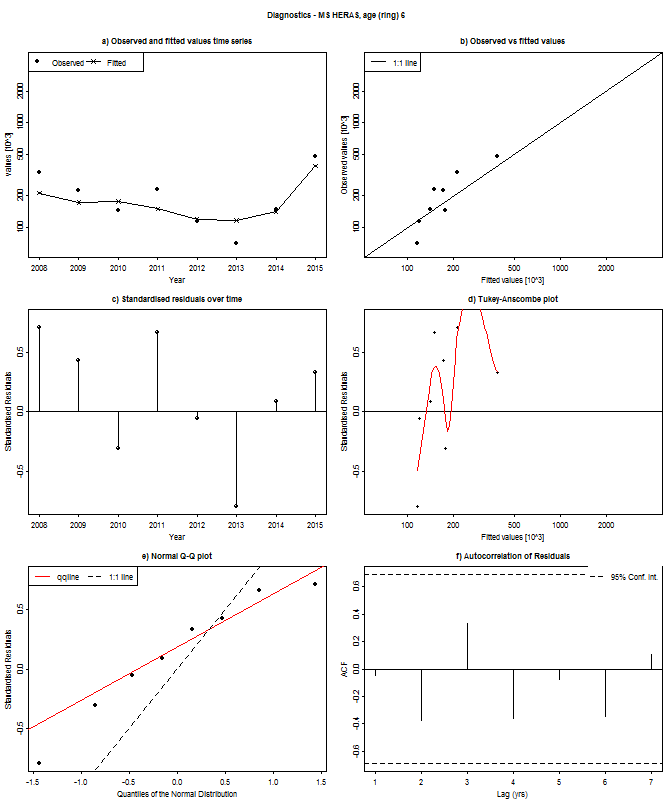 Diagnostics - MS HERAS, age (ring) 6
a) Observed and fitted values time series
Observed Fitted
values [10^3]
100 200 500 1000 2000
2008 2009 2010 2011 2012 2013 2014 2015
Year
b) Observed vs fitted values
1:1 line
Observed values [10^3]
100 200 500 1000 2000
100 200 500 1000 2000
Fitted values [10^3]
c) Standardised residuals over time
Standardised Residuals
-0.5 0.0 0.5
2008 2009 2010 2011 2012 2013 2014 2015
Year
d) Tukey-Anscombe plot
Standardised Residuals
-0.5 0.0 0.5
100 200 500 1000 2000
Fitted values [10^3]
e) Normal Q-Q plot
qqline 1:1 line
Standardised Residuals
-0.5 0.0 0.5
-1.5 -1.0 -0.5 0.0 0.5 1.0 1.5
Quantiles of the Normal Distribution
f) Autocorrelation of Residuals
95% Conf. Int.
ACF
-0.6 -0.4 -0.2 0.0 0.2 0.4 0.6
1 2 3 4 5 6 7
Lag (yrs)